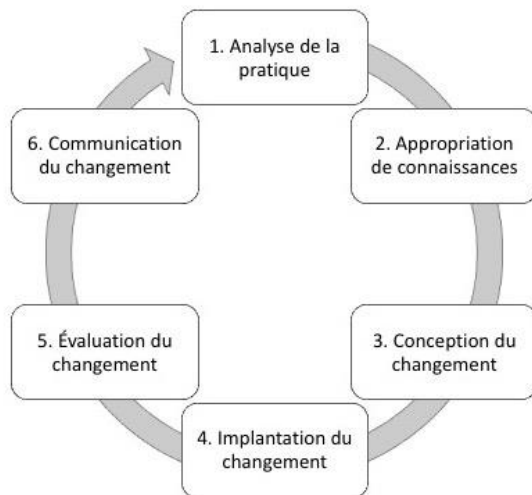 1. Analyse de la
pratique
2. Appropriation
de connaissances
3. Conception du
changement
4. Implantation du
changement
5. Évaluation du
changement
6. Communication
du changement